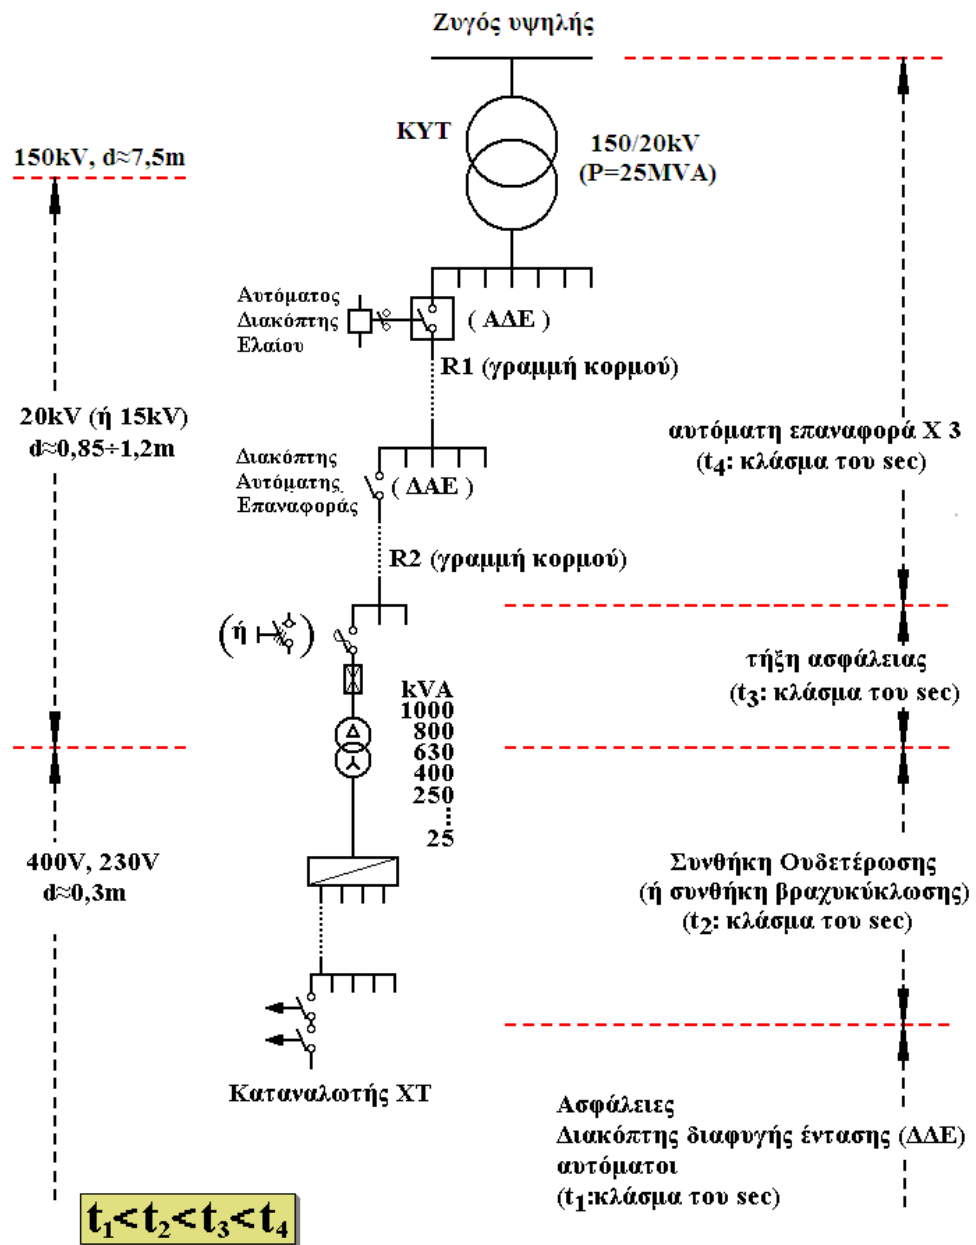 Ζυγός υψηλής
ΚΥΤ
150/20kV
(P=25MVA)
150kV, d≈7,5m
Αυτόματος
Διακόπτης
Ελαίου
( ΑΔΕ )
R1 (γραμμή κορμού)
20kV (ή 15kV)
d≈0,85÷1,2m
αυτόματη επαναφορά Χ 3
(t4: κλάσμα του sec)
Διακόπτης
Αυτόματης
Επαναφοράς
( ΔΑΕ )
R2 (γραμμή κορμού)
(ή )
τήξη ασφάλειας
(t3: κλάσμα του sec)
kVA
1000
800
630
400
250
25
Δ
400V, 230V
d≈0,3m
Συνθήκη Ουδετέρωσης
(ή συνθήκη βραχυκύκλωσης)
(t2: κλάσμα του sec)
Καταναλωτής ΧΤ
Ασφάλειες
Διακόπτης διαφυγής έντασης (ΔΔΕ)
αυτόματοι
(t1:κλάσμα του sec)
t1<t2<t3<t4